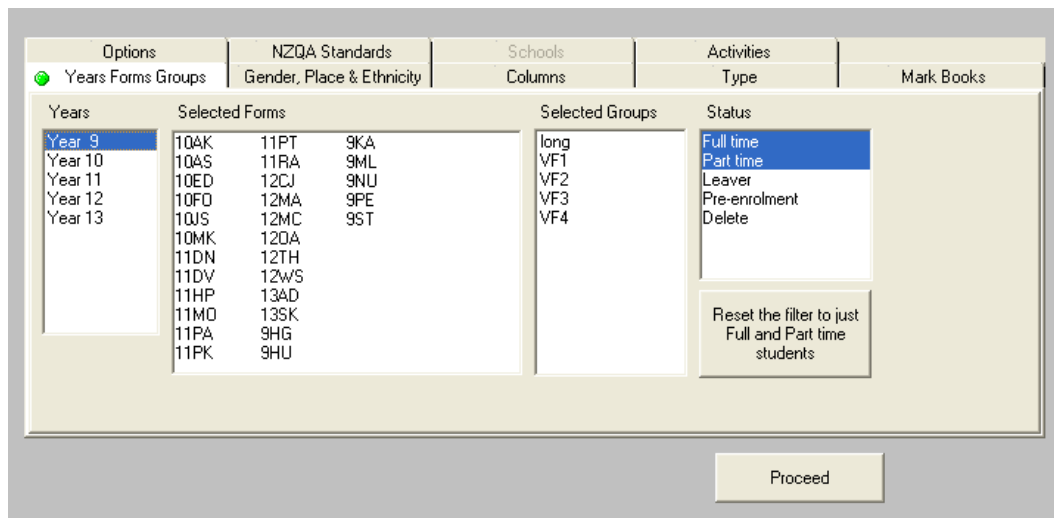 Options NZQA Standards Schools Activities
Years Forms Groups Gender, Place & Ethnicity Columns Type Mark Books
Years Selected Forms Selected Groups Status
Year 9
Year 10
Year 11
Year 12
Year 13
10AK 11PT 9KA
10AS 11RA 9ML
10ED 12CJ 9NU
10FO 12MA 9PE
10JS 12MC 9ST
10MK 12OA
11DN 12TH
11DV 12WS
11HP 13AD
11MO 13SK
11PA 9HG
11PK 9HU
long
VF1
VF2
VF3
VF4
Full time
Part time
Leaver
Pre-enrolment
Delete
Reset the filter to just
Full and Part time
students
Proceed